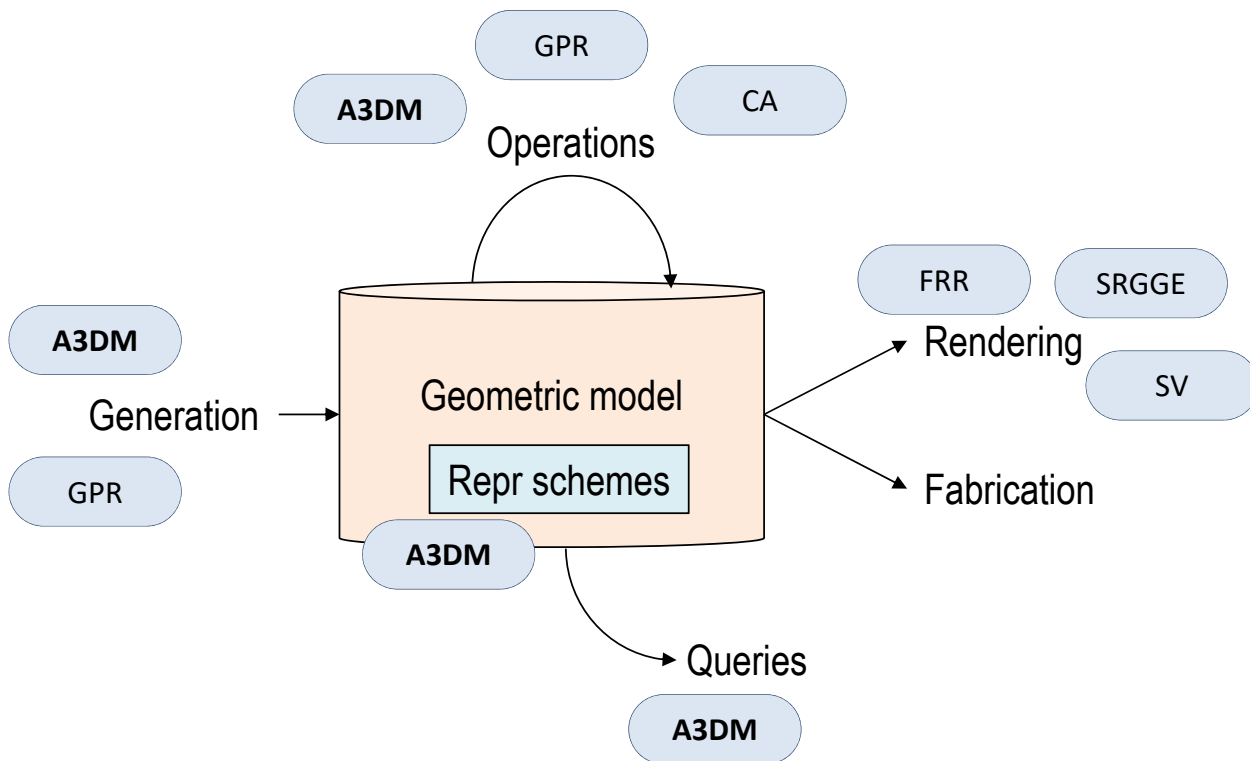 GPR
A3DM
CA
Operations
FRR
SRGGE
A3DM
Rendering
SV
Generation
Geometric model
GPR
Repr schemes
Fabrication
A3DM
Queries
A3DM